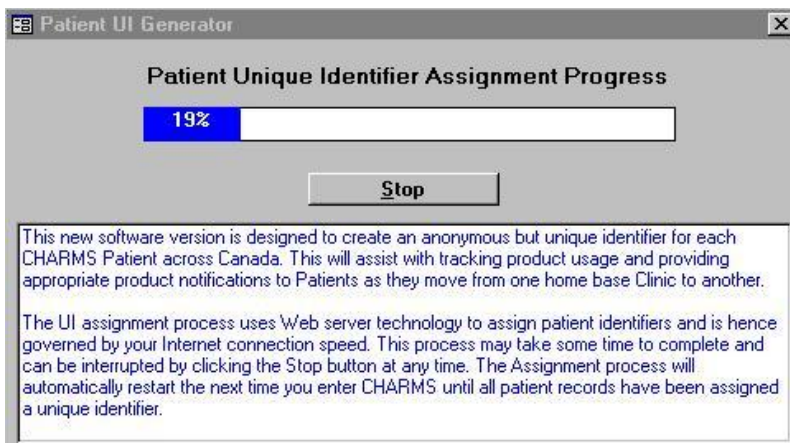 Patient UI Generator
Patient Unique Identifier Assignment Progress
19%
Stop
This new software version is designed to create an anonymous but unique identifier for each
CHARMS Patient across Canada. This will assist with tracking product usage and providing
appropriate product notifications to Patients as they move from one home base Clinic to another.
The UI assignment process uses Web server technology to assign patient identifiers and is hence
governed by your Internet connection speed. This process may take some time to complete and
can be interrupted by clicking the Stop button at any time. The Assignment process will
automatically restart the next time you enter CHARMS until all patient records have been assigned
a unique identifier.